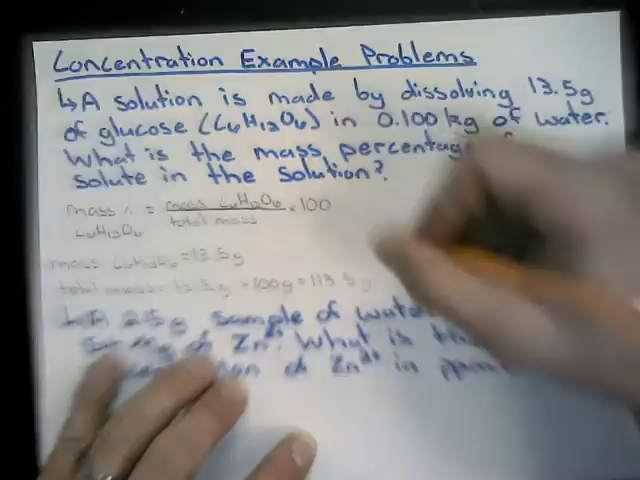 Concentration Example Problems
↳A solution is made by dissolving 13.5g
of glucose (C6H12O6) in 0.100 kg of water.
What is the mass percentage
solute in the solution?
mass % = mass C6H12O6 × 100
C6H12O6 total mass
mass C6H12O6 = 13.5g
total mass = 13.5g + 100g = 113.5g
↳A 2.5g sample of water
of Zn2+. What is the
of Zn2+ in ppm